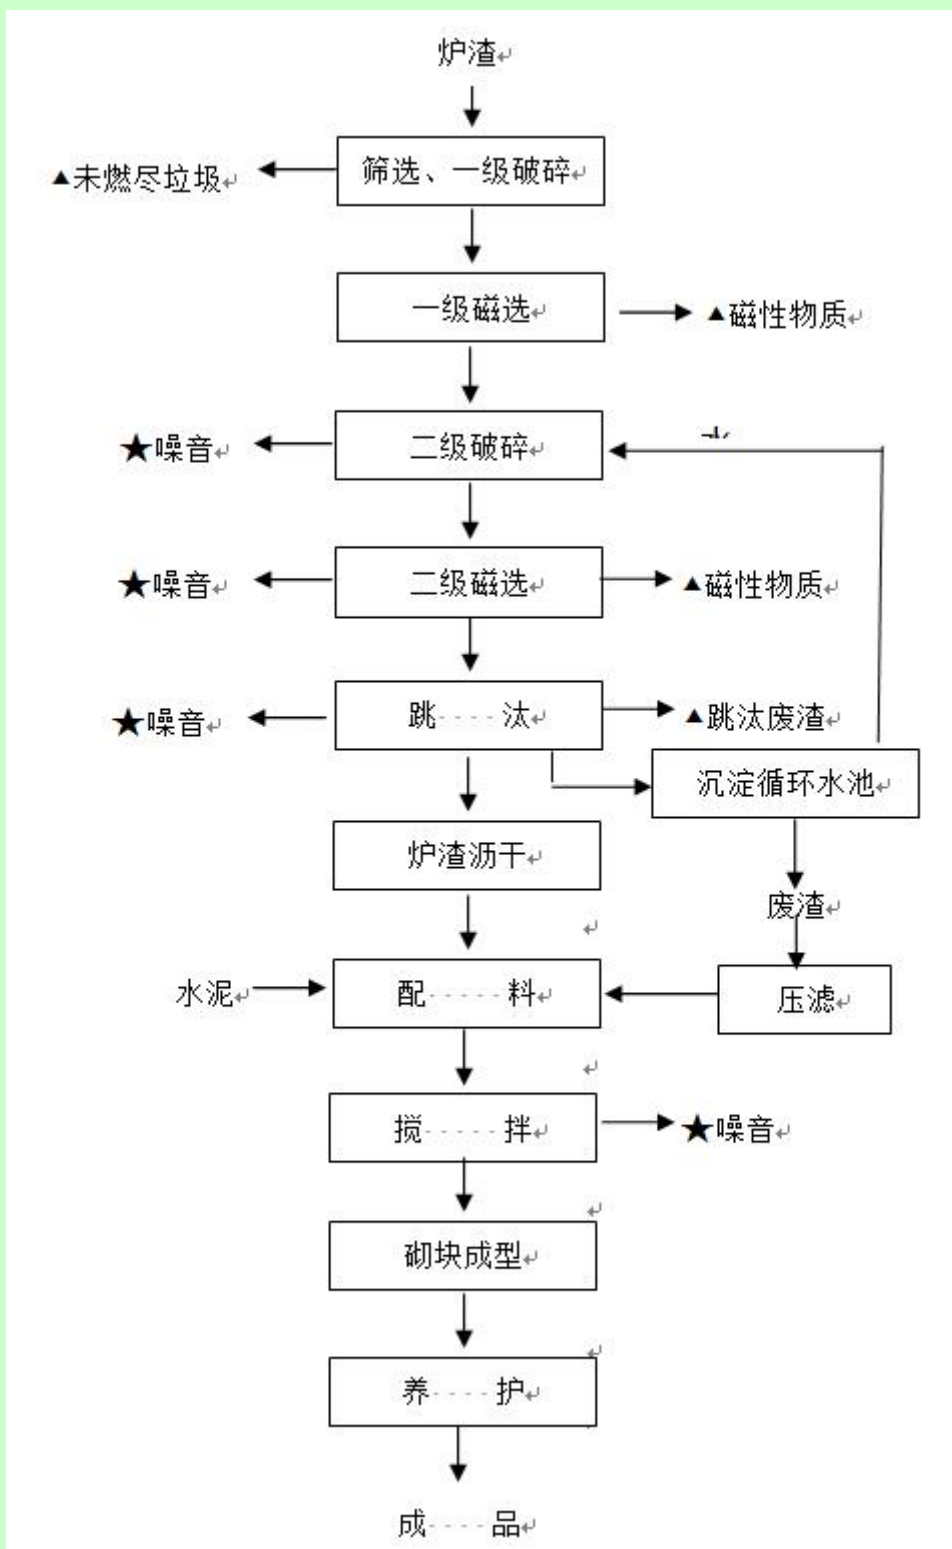 炉渣
▲未燃尽垃圾
筛选、一级破碎
一级磁选
▲磁性物质
★噪音
二级破碎
★噪音
二级磁选
▲磁性物质
★噪音
跳汰
▲跳汰废渣
沉淀循环水池
炉渣沥干
废渣
水泥
配料
压滤
搅拌
★噪音
砌块成型
养护
成品